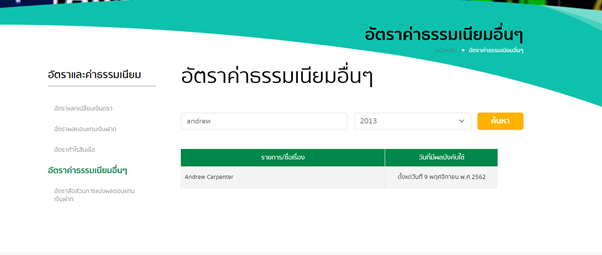 อัตราค่าธรรมเนียมอื่นๆ
หน้าหลัก • อัตราค่าธรรมเนียมอื่นๆ
อัตราและค่าธรรมเนียม
อัตราค่าธรรมเนียมอื่นๆ
อัตราแลกเปลี่ยนเงินตรา
อัตราผลตอบแทนเงินฝาก
อัตรากำไรสินเชื่อ
อัตราค่าธรรมเนียมอื่นๆ
อัตราสัดส่วนการแบ่งผลตอบแทน
เงินฝาก
andrew 2013 ค้นหา
รายการ/ชื่อเรื่อง วันที่มีผลบังคับใช้
Andrew Carpenter ตั้งแต่วันที่ 9 พฤศจิกายน พ.ศ.2562